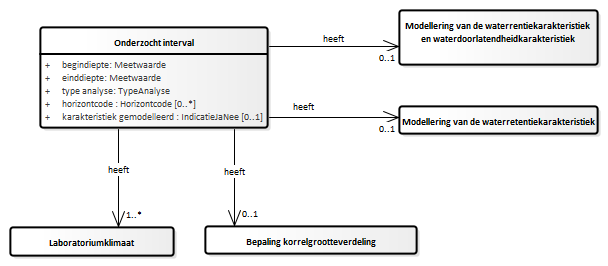 Onderzocht interval
+ begindiepte: Meetwaarde
+ einddiepte: Meetwaarde
+ type analyse: TypeAnalyse
+ horizontcode : Horizontcode [0..*]
+ karakteristiek gemodelleerd : IndicatieJaNee [0..1]
heeft
0..1
Modellering van de waterrentiekarakteristiek
en waterdoorlatendheidkarakteristiek
heeft
0..1
Modellering van de waterretentiekarakteristiek
heeft
1..*
Laboratoriumklimaat
heeft
0..1
Bepaling korrelgrootteverdeling